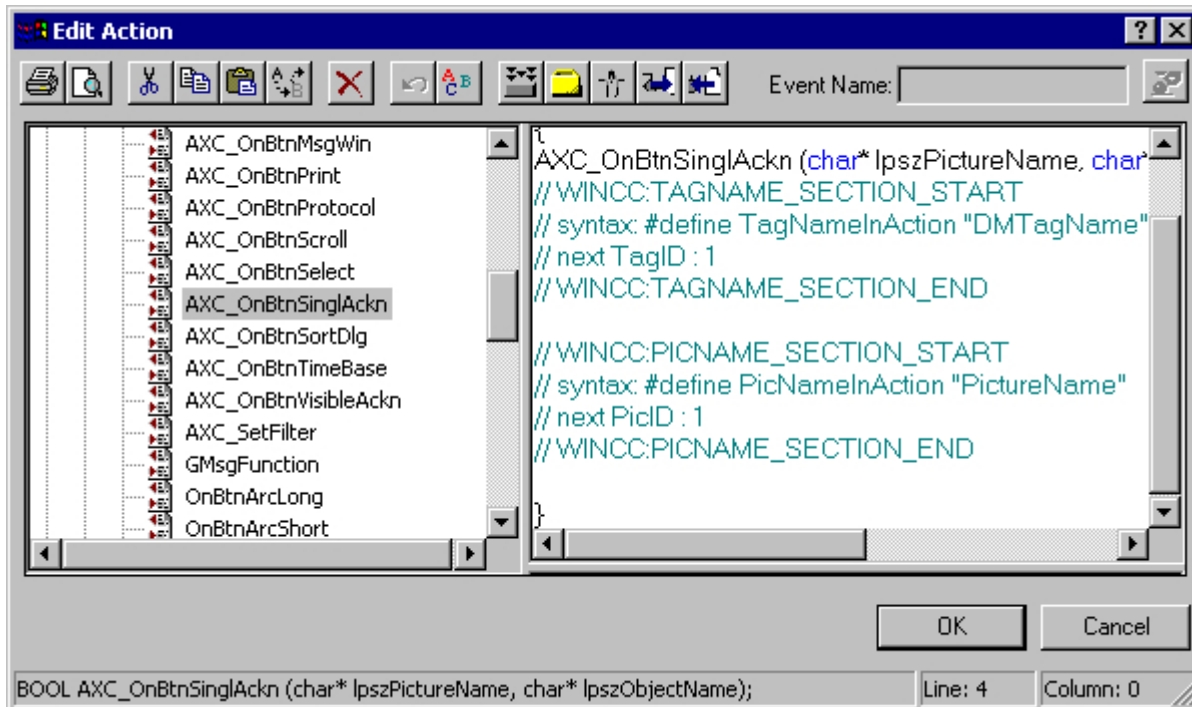 Edit Action
Event Name:
AXC_OnBtnMsgWin
AXC_OnBtnPrint
AXC_OnBtnProtocol
AXC_OnBtnScroll
AXC_OnBtnSelect
AXC_OnBtnSinglAckn
AXC_OnBtnSortDlg
AXC_OnBtnTimeBase
AXC_OnBtnVisibleAckn
AXC_SetFilter
GMsgFunction
OnBtnArcLong
OnBtnArcShort
{
AXC_OnBtnSinglAckn (char* lpszPictureName, char*
// WINCC:TAGNAME_SECTION_START
// syntax: #define TagNameInAction "DMTagName"
// next TagID : 1
// WINCC:TAGNAME_SECTION_END
// WINCC:PICNAME_SECTION_START
// syntax: #define PicNameInAction "PictureName"
// next PicID : 1
// WINCC:PICNAME_SECTION_END
}
OK
Cancel
BOOL AXC_OnBtnSinglAckn (char* lpszPictureName, char* lpszObjectName);
Line: 4
Column: 0